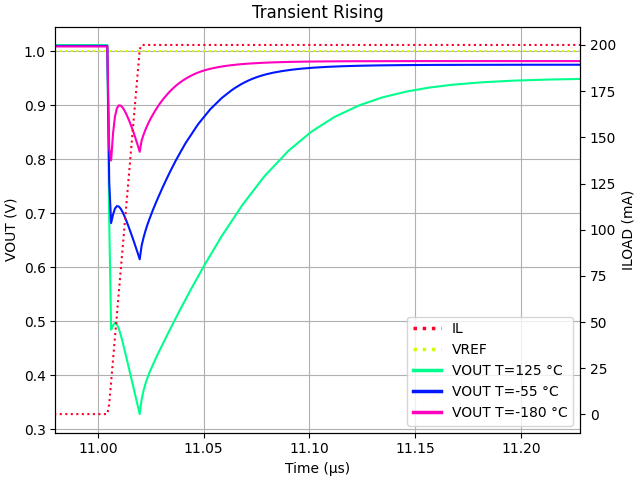 Transient Rising
VOUT (V)
1.0
0.9
0.8
0.7
0.6
0.5
0.4
0.3
200
175
150
125
100
75
50
25
0
ILOAD (mA)
IL
VREF
VOUT T=125 °C
VOUT T=-55 °C
VOUT T=-180 °C
11.00 11.05 11.10 11.15 11.20
Time (µs)